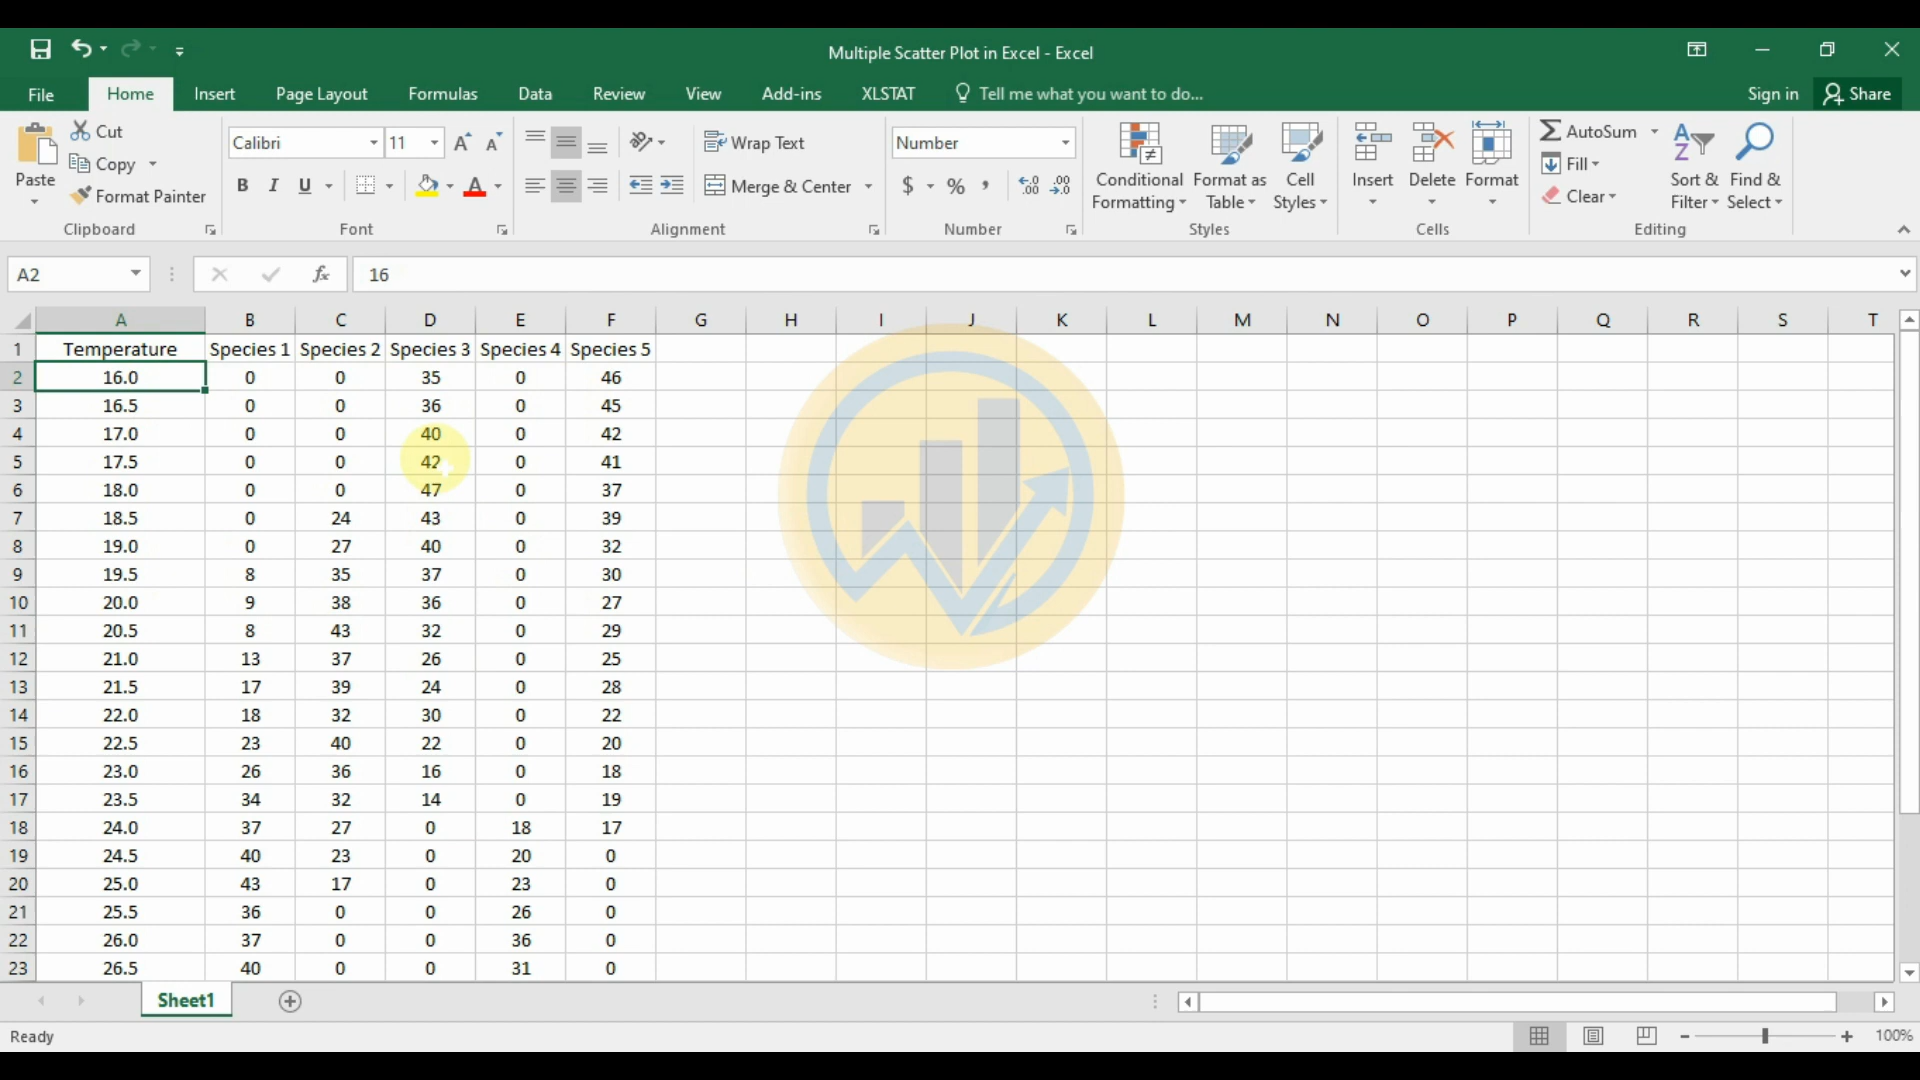 Multiple Scatter Plot in Excel - Excel
File Home Insert Page Layout Formulas Data Review View Add-ins XLSTAT Tell me what you want to do... Sign in Share
Paste Cut Copy Format Painter Clipboard
Calibri 11 B I U A Font
Wrap Text Merge & Center Alignment
Number $ % , .00 .0 Number
Conditional Formatting Format as Table Cell Styles Styles
Insert Delete Format Cells
AutoSum Fill Clear Sort & Filter Find & Select Editing
A2 fx 16
A B C D E F G H I J K L M N O P Q R S T
1 Temperature Species 1 Species 2 Species 3 Species 4 Species 5
2 16.0 0 0 35 0 46
3 16.5 0 0 36 0 45
4 17.0 0 0 40 0 42
5 17.5 0 0 42 0 41
6 18.0 0 0 47 0 37
7 18.5 0 24 43 0 39
8 19.0 0 27 40 0 32
9 19.5 8 35 37 0 30
10 20.0 9 38 36 0 27
11 20.5 8 43 32 0 29
12 21.0 13 37 26 0 25
13 21.5 17 39 24 0 28
14 22.0 18 32 30 0 22
15 22.5 23 40 22 0 20
16 23.0 26 36 16 0 18
17 23.5 34 32 14 0 19
18 24.0 37 27 0 18 17
19 24.5 40 23 0 20 0
20 25.0 43 17 0 23 0
21 25.5 36 0 0 26 0
22 26.0 37 0 0 36 0
23 26.5 40 0 0 31 0
Sheet1
Ready 100%